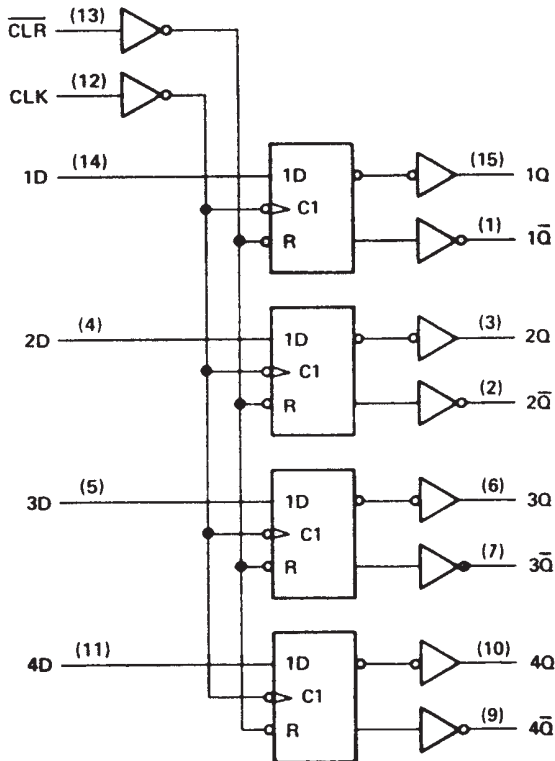 C̅L̅R̅ (13)
CLK (12)
1D (14) 1D (15) 1Q
C1
R (1) 1Q̅
2D (4) 1D (3) 2Q
C1
R (2) 2Q̅
3D (5) 1D (6) 3Q
C1
R (7) 3Q̅
4D (11) 1D (10) 4Q
C1
R (9) 4Q̅